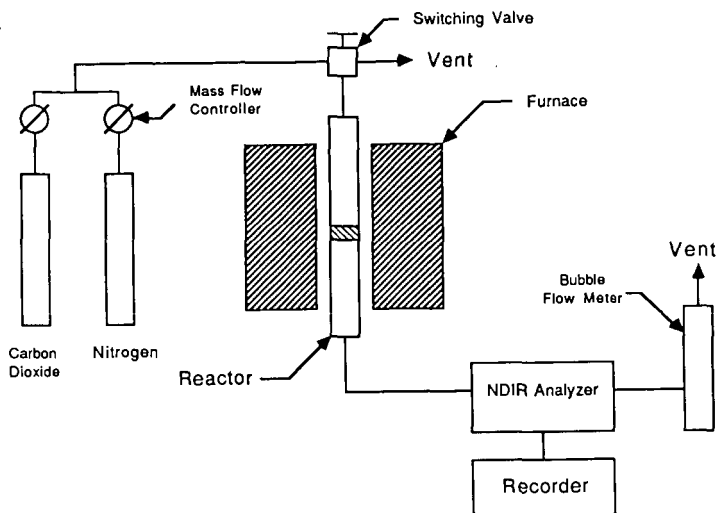 Switching Valve
Vent
Mass Flow
Controller
Furnace
Vent
Bubble
Flow Meter
Carbon
Dioxide
Nitrogen
Reactor
NDIR Analyzer
Recorder